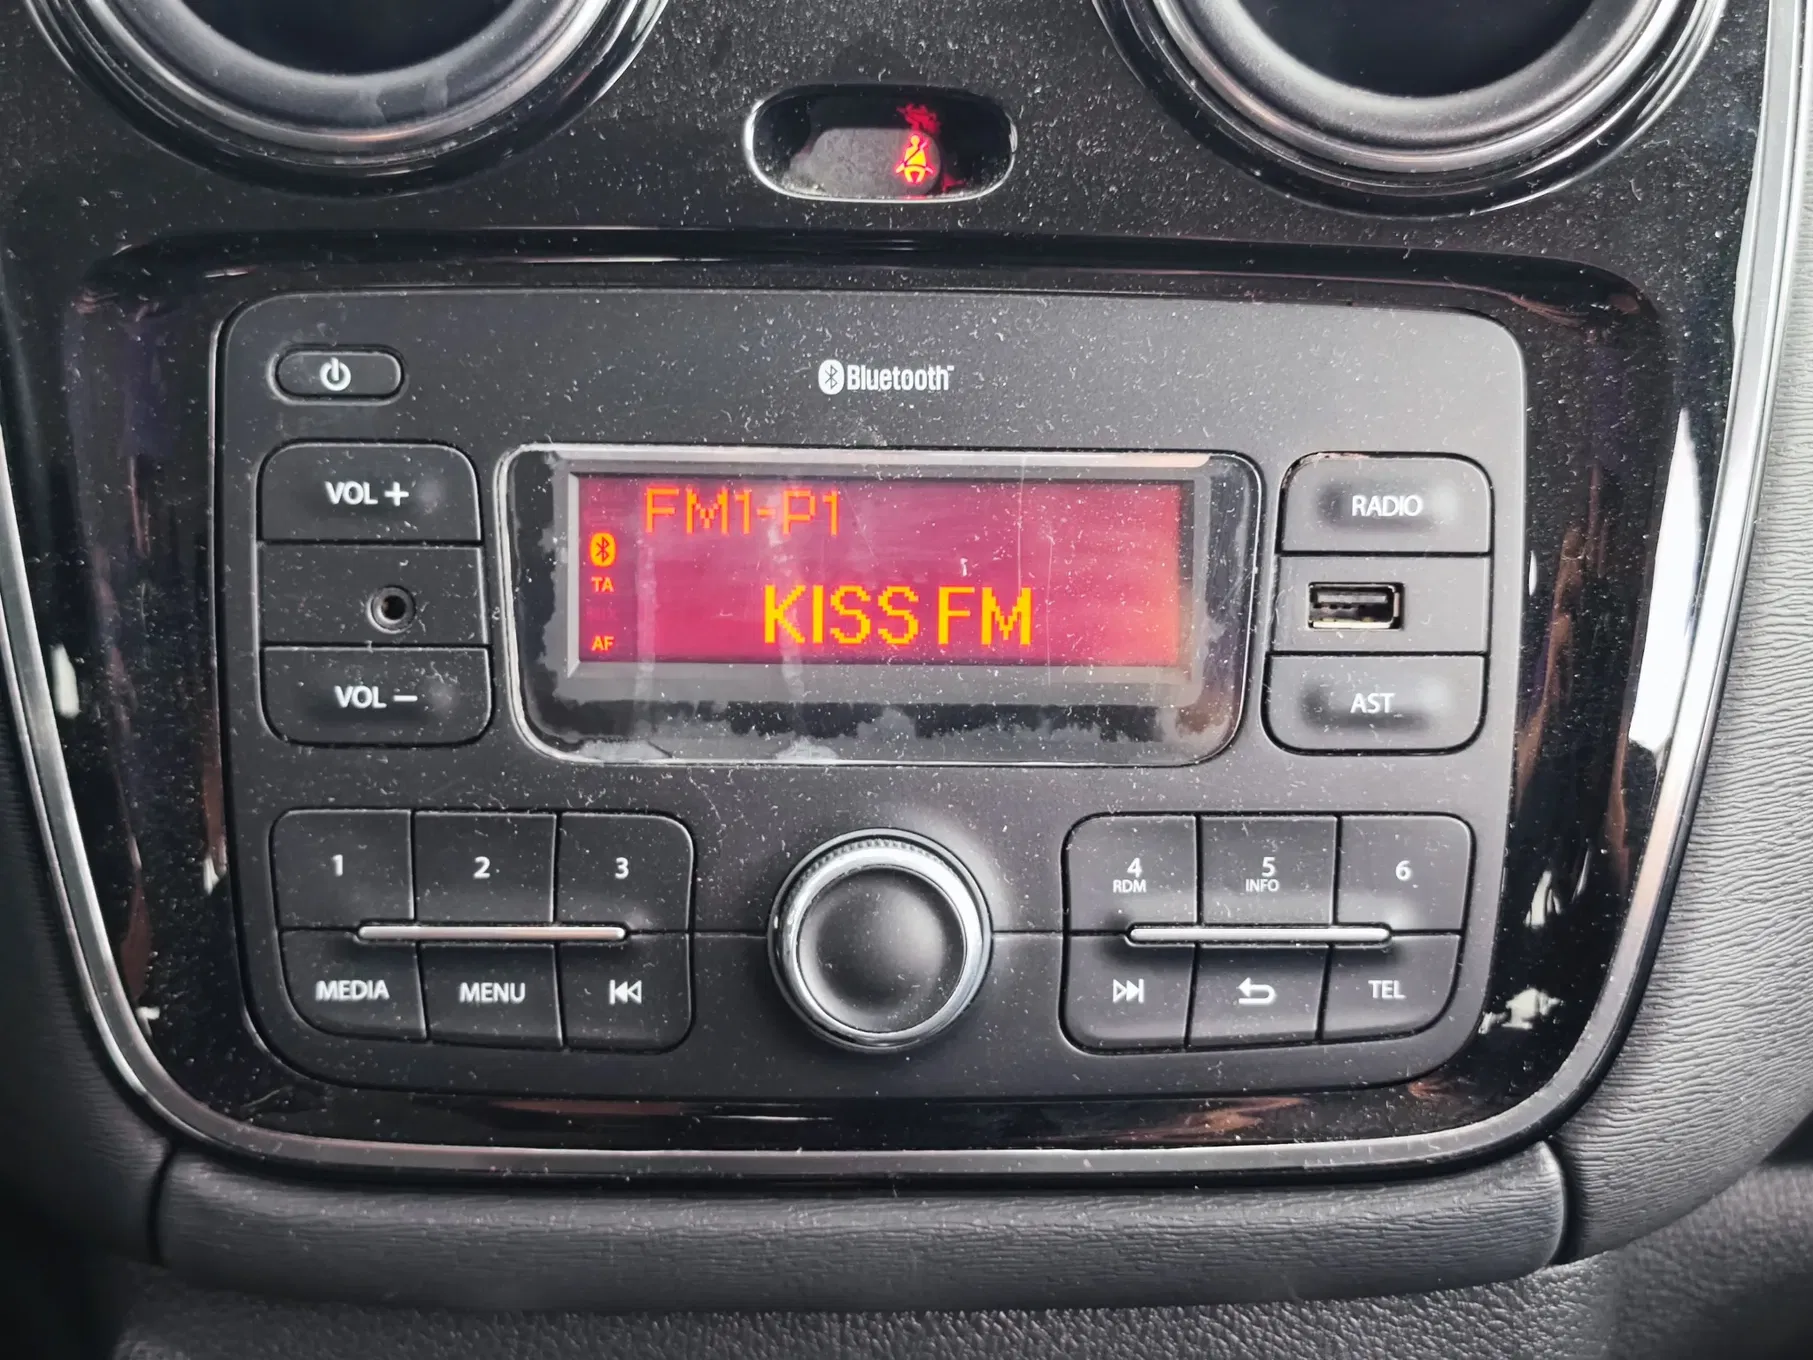 Bluetooth™
VOL +
VOL –
FM1-P1
TA
AF
KISS FM
RADIO
AST
1
2
3
MEDIA
MENU
4
RDM
5
INFO
6
TEL